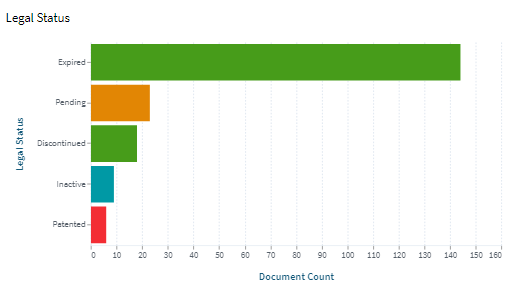 Legal Status
Expired
Pending
Discontinued
Inactive
Patented
Legal Status
0 10 20 30 40 50 60 70 80 90 100 110 120 130 140 150 160
Document Count